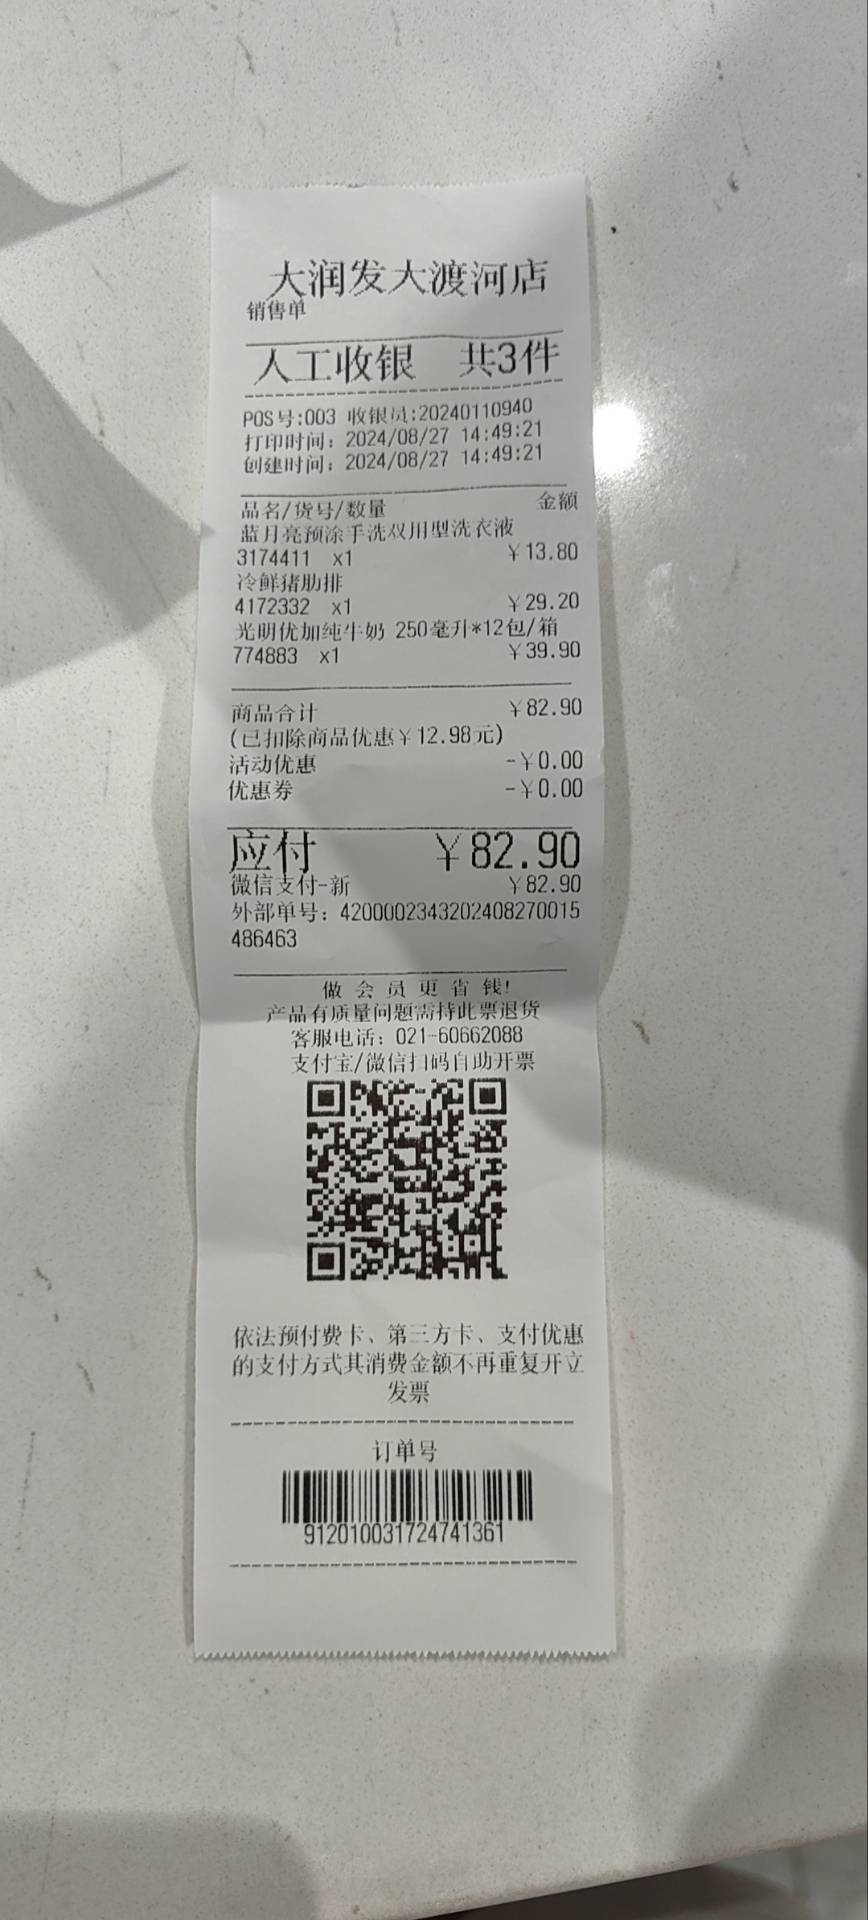 大润发大渡河店
销售单
人工收银 共3件
POS号:003 收银员:20240110940
打印时间: 2024/08/27 14:49:21
创建时间: 2024/08/27 14:49:21
品名/货号/数量 金额
蓝月亮预涂手洗双用型洗衣液
3174411 x1 ￥13.80
冷鲜猪肋排
4172332 x1 ￥29.20
光明优加纯牛奶 250毫升*12包/箱
774883 x1 ￥39.90
商品合计 ￥82.90
(已扣除商品优惠￥12.98元)
活动优惠 -￥0.00
优惠券 -￥0.00
应付 ￥82.90
微信支付-新 ￥82.90
外部单号: 4200002343202408270015
486463
做 会 员 更 省 钱!
产品有质量问题需持此票退货
客服电话: 021-60662088
支付宝/微信扫码自助开票
依法预付费卡、第三方卡、支付优惠
的支付方式其消费金额不再重复开立
发票
订单号
912010031724741361